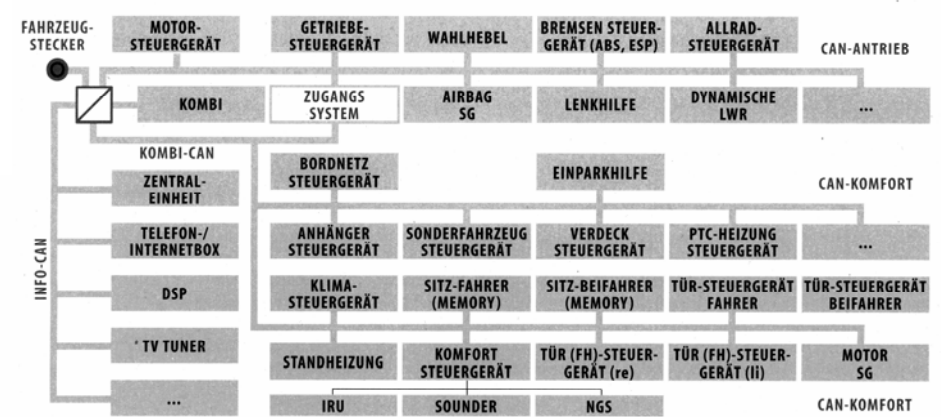 FAHRZEUG-
STECKER
MOTOR-
STEUERGERÄT
GETRIEBE-
STEUERGERÄT
WAHLHEBEL
BREMSEN STEUER-
GERÄT (ABS, ESP)
ALLRAD-
STEUERGERÄT
CAN-ANTRIEB
KOMBI
ZUGANGS
SYSTEM
AIRBAG
SG
LENKHILFE
DYNAMISCHE
LWR
...
KOMBI-CAN
INFO-CAN
ZENTRAL-
EINHEIT
TELEFON-/
INTERNETBOX
DSP
TV TUNER
...
BORDNETZ
STEUERGERÄT
EINPARKHILFE
CAN-KOMFORT
ANHÄNGER
STEUERGERÄT
SONDERFAHRZEUG
STEUERGERÄT
VERDECK
STEUERGERÄT
PTC-HEIZUNG
STEUERGERÄT
...
KLIMA-
STEUERGERÄT
SITZ-FAHRER
(MEMORY)
SITZ-BEIFAHRER
(MEMORY)
TÜR-STEUERGERÄT
FAHRER
TÜR-STEUERGERÄT
BEIFAHRER
STANDHEIZUNG
KOMFORT
STEUERGERÄT
TÜR (FH)-STEUER-
GERÄT (re)
TÜR (FH)-STEUER-
GERÄT (li)
MOTOR
SG
IRU
SOUNDER
NGS
CAN-KOMFORT